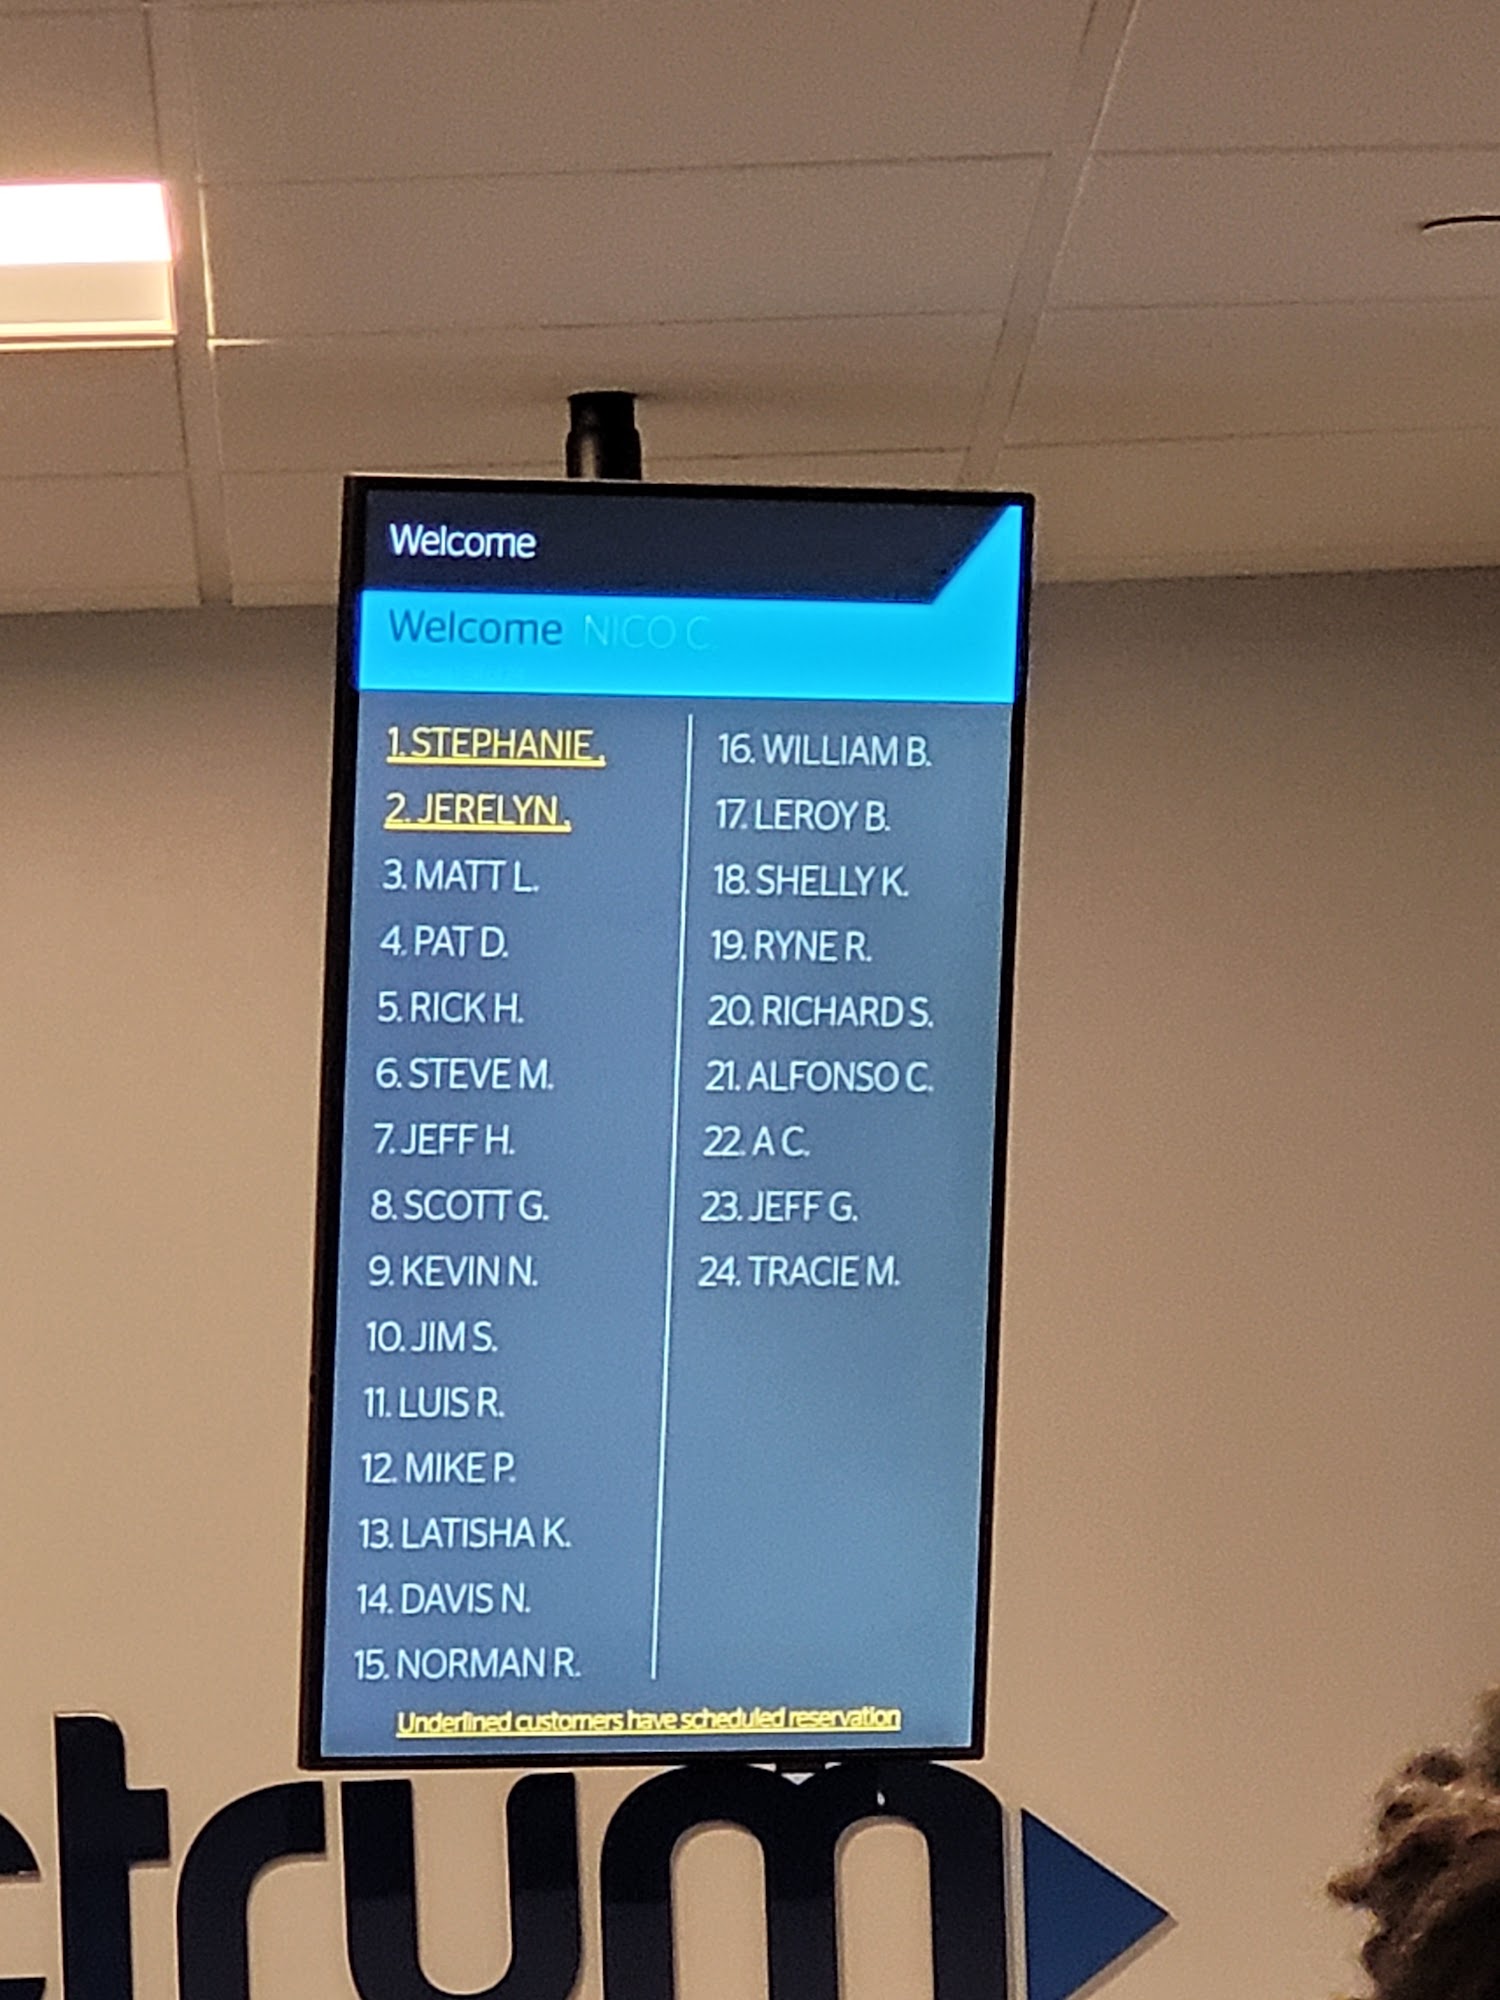 Welcome
Welcome NICO C.
1. STEPHANIE .
2. JERELYN .
3. MATT L.
4. PAT D.
5. RICK H.
6. STEVE M.
7. JEFF H.
8. SCOTT G.
9. KEVIN N.
10. JIM S.
11. LUIS R.
12. MIKE P.
13. LATISHA K.
14. DAVIS N.
15. NORMAN R.
16. WILLIAM B.
17. LEROY B.
18. SHELLY K.
19. RYNE R.
20. RICHARD S.
21. ALFONSO C.
22. A C.
23. JEFF G.
24. TRACIE M.
Underlined customers have scheduled reservation
ctrum